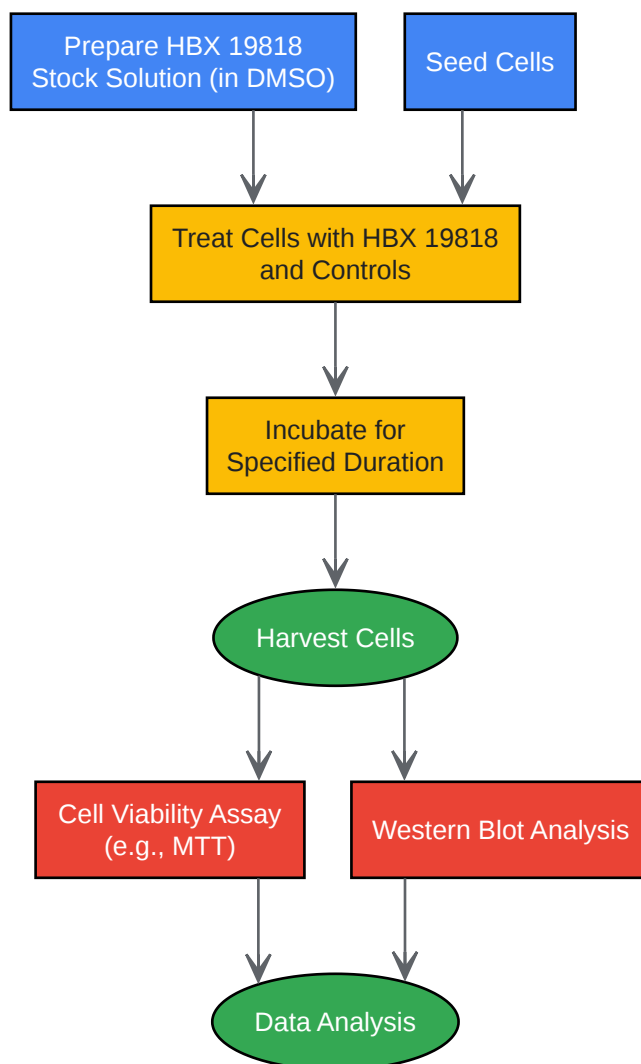 Prepare HBX 19818
Stock Solution (in DMSO)
Seed Cells
Treat Cells with HBX 19818
and Controls
Incubate for
Specified Duration
Harvest Cells
Cell Viability Assay
(e.g., MTT)
Western Blot Analysis
Data Analysis